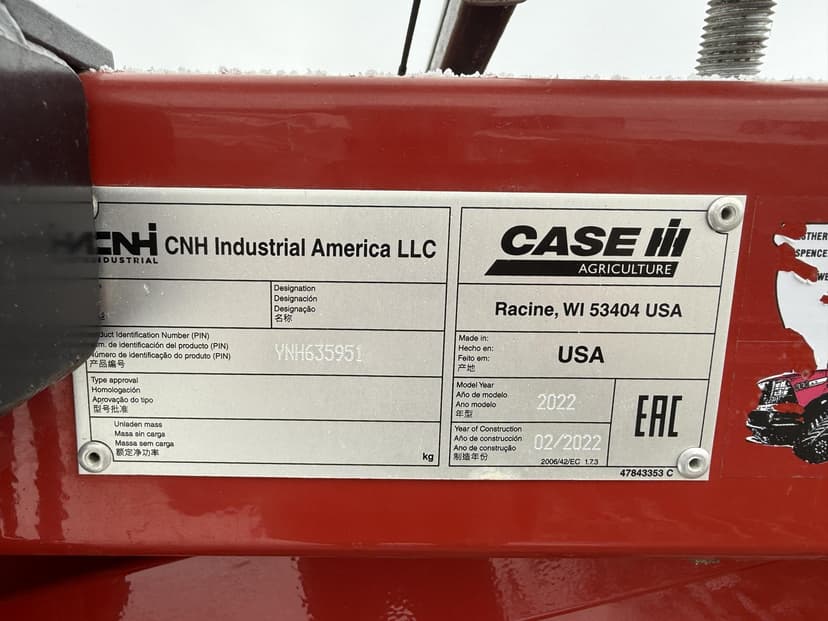 CNH
INDUSTRIAL
CNH Industrial America LLC
Designation
Designación
Designação
名称
Product Identification Number (PIN)
Núm. de identificación del producto (PIN)
Número de identificação do produto (PIN)
产品编号
YNH635951
Type approval
Homologación
Aprovação do tipo
型号批准
Unladen mass
Masa sin carga
Massa sem carga
额定净功率
kg
CASE IH
AGRICULTURE
Racine, WI 53404 USA
Made in:
Hecho en:
Feito em:
产地
USA
Model Year
Año de modelo
Ano modelo
年型
2022
Year of Construction
Año de construcción
Ano de construção
制造年份
02/2022
2006/42/EC 1.7.3
EAC
47843353 C
SPENCE